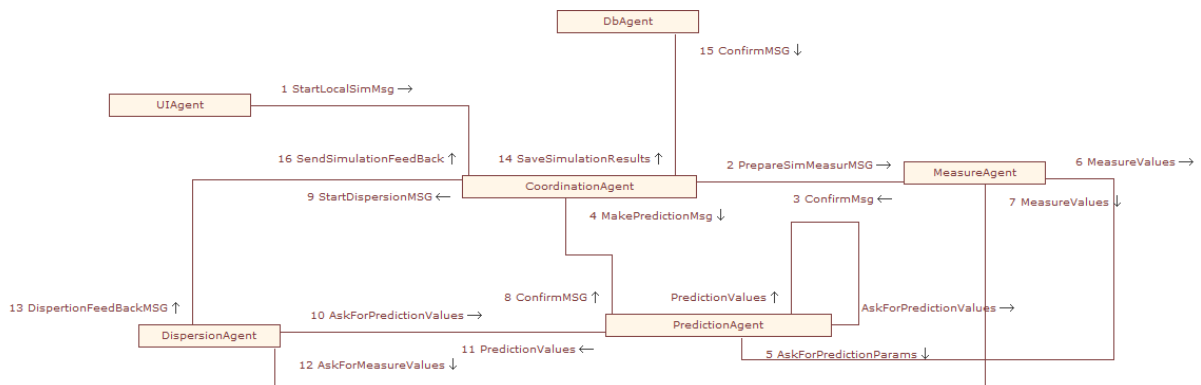 DbAgent
15 ConfirmMSG ↓
1 StartLocalSimMsg →
UIAgent
16 SendSimulationFeedBack ↑
14 SaveSimulationResults ↑
2 PrepareSimMeasurMSG →
6 MeasureValues →
CoordinationAgent
MeasureAgent
9 StartDispersionMSG ←
3 ConfirmMsg ←
7 MeasureValues ↓
4 MakePredictionMsg ↓
8 ConfirmMSG ↑
PredictionValues ↑
13 DispertionFeedBackMSG ↑
10 AskForPredictionValues →
AskForPredictionValues →
DispersionAgent
PredictionAgent
11 PredictionValues ←
5 AskForPredictionParams ↓
12 AskForMeasureValues ↓